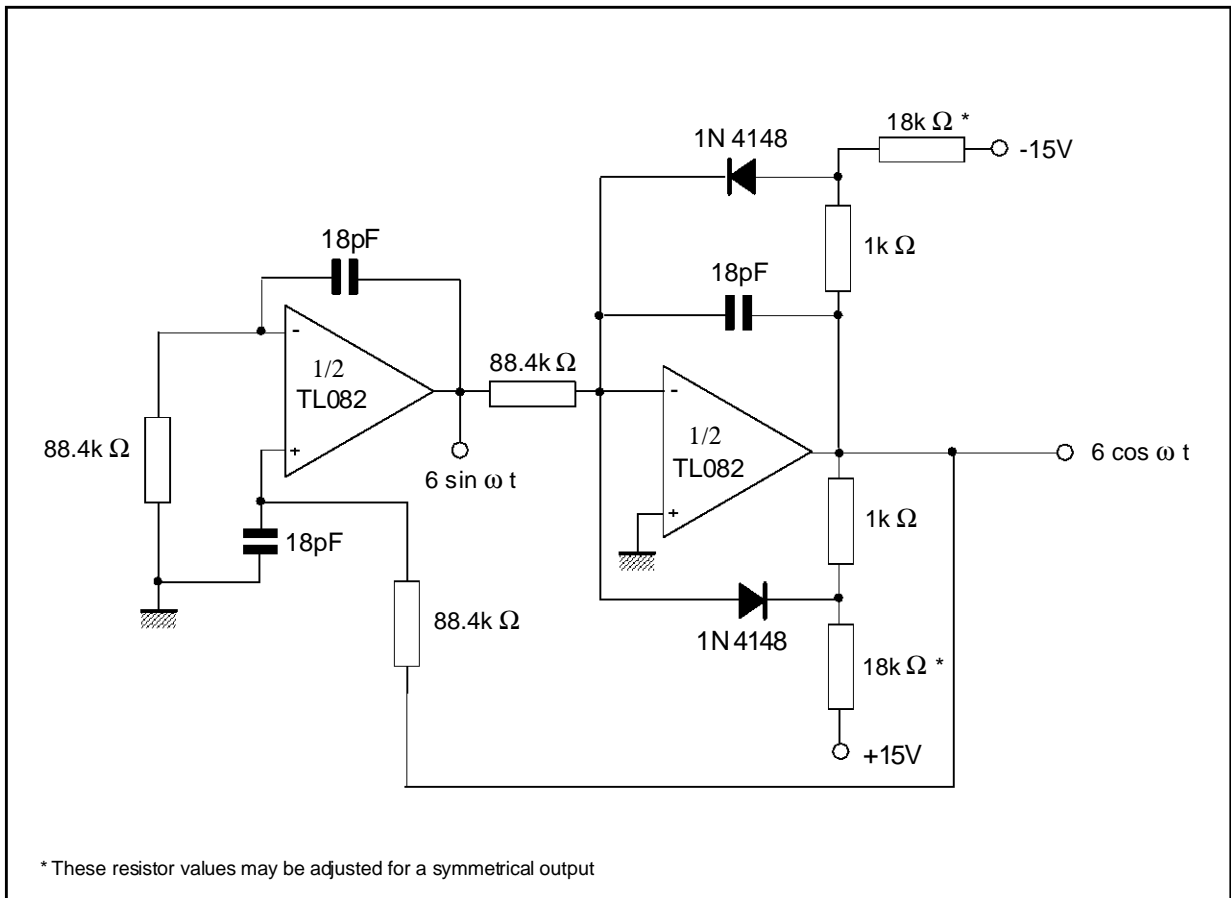 18k Ω *
1N 4148
-15V
18pF
1k Ω
18pF
-
88.4k Ω
1/2
TL082
-
88.4k Ω
+
1/2
TL082
6 cos ω t
6 sin ω t
1k Ω
+
18pF
88.4k Ω
1N 4148
18k Ω *
+15V
* These resistor values may be adjusted for a symmetrical output